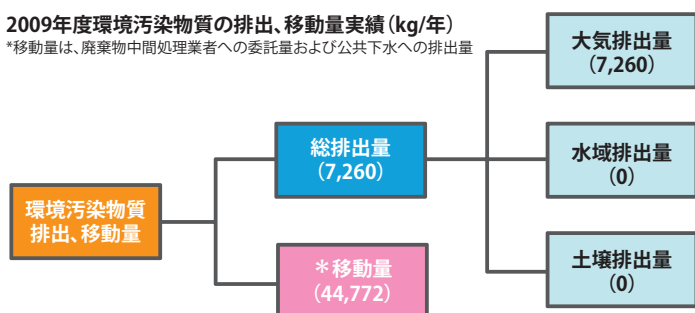 2009年度環境汚染物質の排出、移動量実績（kg/年）
*移動量は、廃棄物中間処理業者への委託量および公共下水への排出量
環境汚染物質
排出、移動量
総排出量
（7,260）
＊移動量
（44,772）
大気排出量
（7,260）
水域排出量
（0）
土壌排出量
（0）